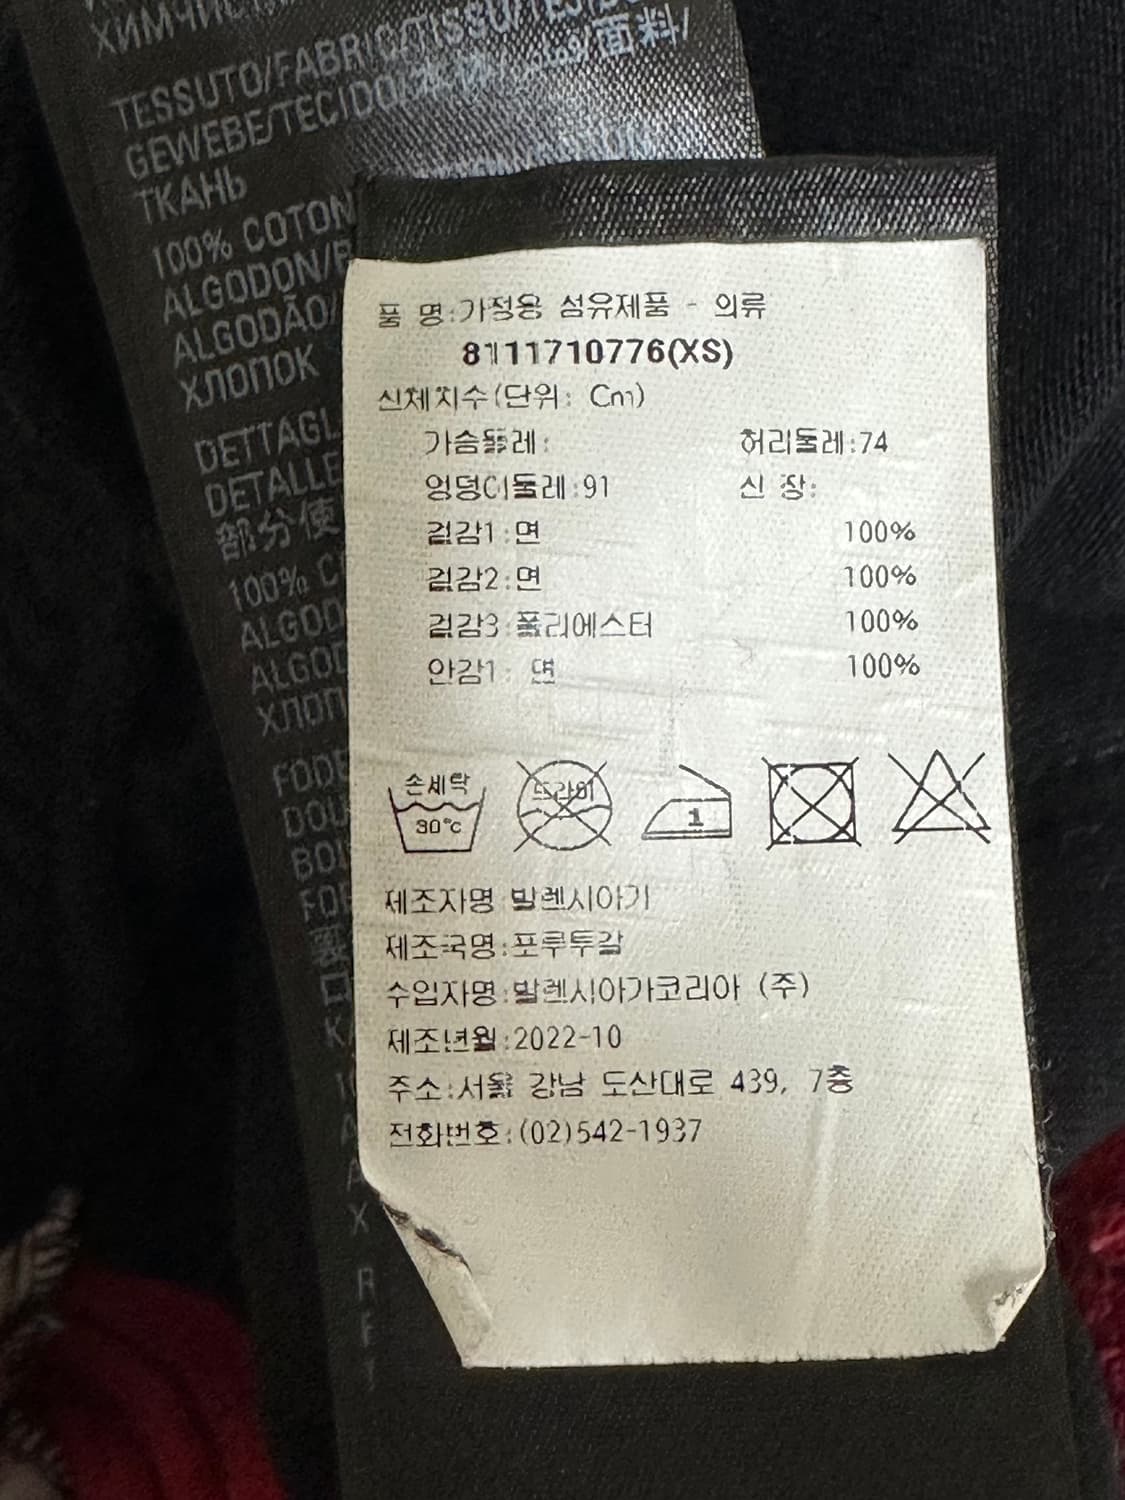 TESSUTO/FABRIC/TISSU/
面料/
GEWEBE/TECIDO/
ТКАНЬ
100% COTON
ALGODON/
ALGODÃO/
ХЛОПОК
DETTAGL
DETALLE
部分使
100% C
ALGOD
ALGOD
ХЛОП
FODE
DOU
BO
FOR
품 명:가정용 섬유제품 - 의류
8111710776(XS)
신체치수(단위: Cm)
가슴둘레: 허리둘레:74
엉덩이둘레:91 신 장:
겉감1:면 100%
겉감2:면 100%
겉감3:폴리에스터 100%
안감1: 면 100%
손세탁
30°c
드라이
1
제조자명 발렌시아가
제조국명:포루투갈
수입자명:발렌시아가코리아 (주)
제조년월:2022-10
주소:서울 강남 도산대로 439, 7층
전화번호:(02)542-1937